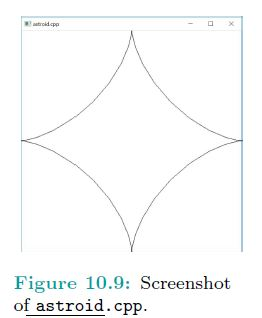 astroid.cpp
Figure 10.9: Screenshot
of astroid.cpp.